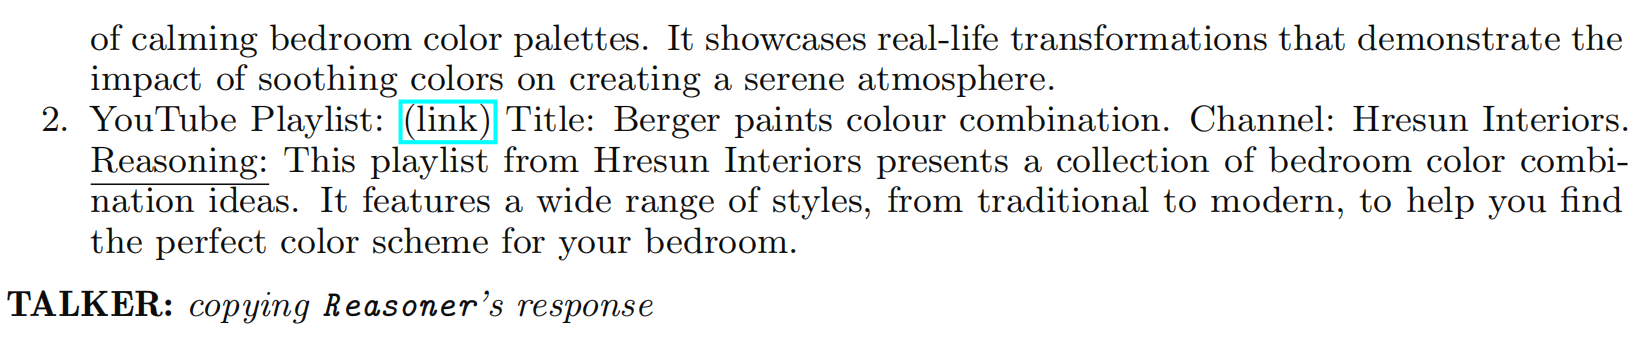 of calming bedroom color palettes. It showcases real-life transformations that demonstrate the
impact of soothing colors on creating a serene atmosphere.
2. YouTube Playlist: (link) Title: Berger paints colour combination. Channel: Hresun Interiors.
Reasoning: This playlist from Hresun Interiors presents a collection of bedroom color combi-
nation ideas. It features a wide range of styles, from traditional to modern, to help you find
the perfect color scheme for your bedroom.
TALKER: copying Reasoner's response